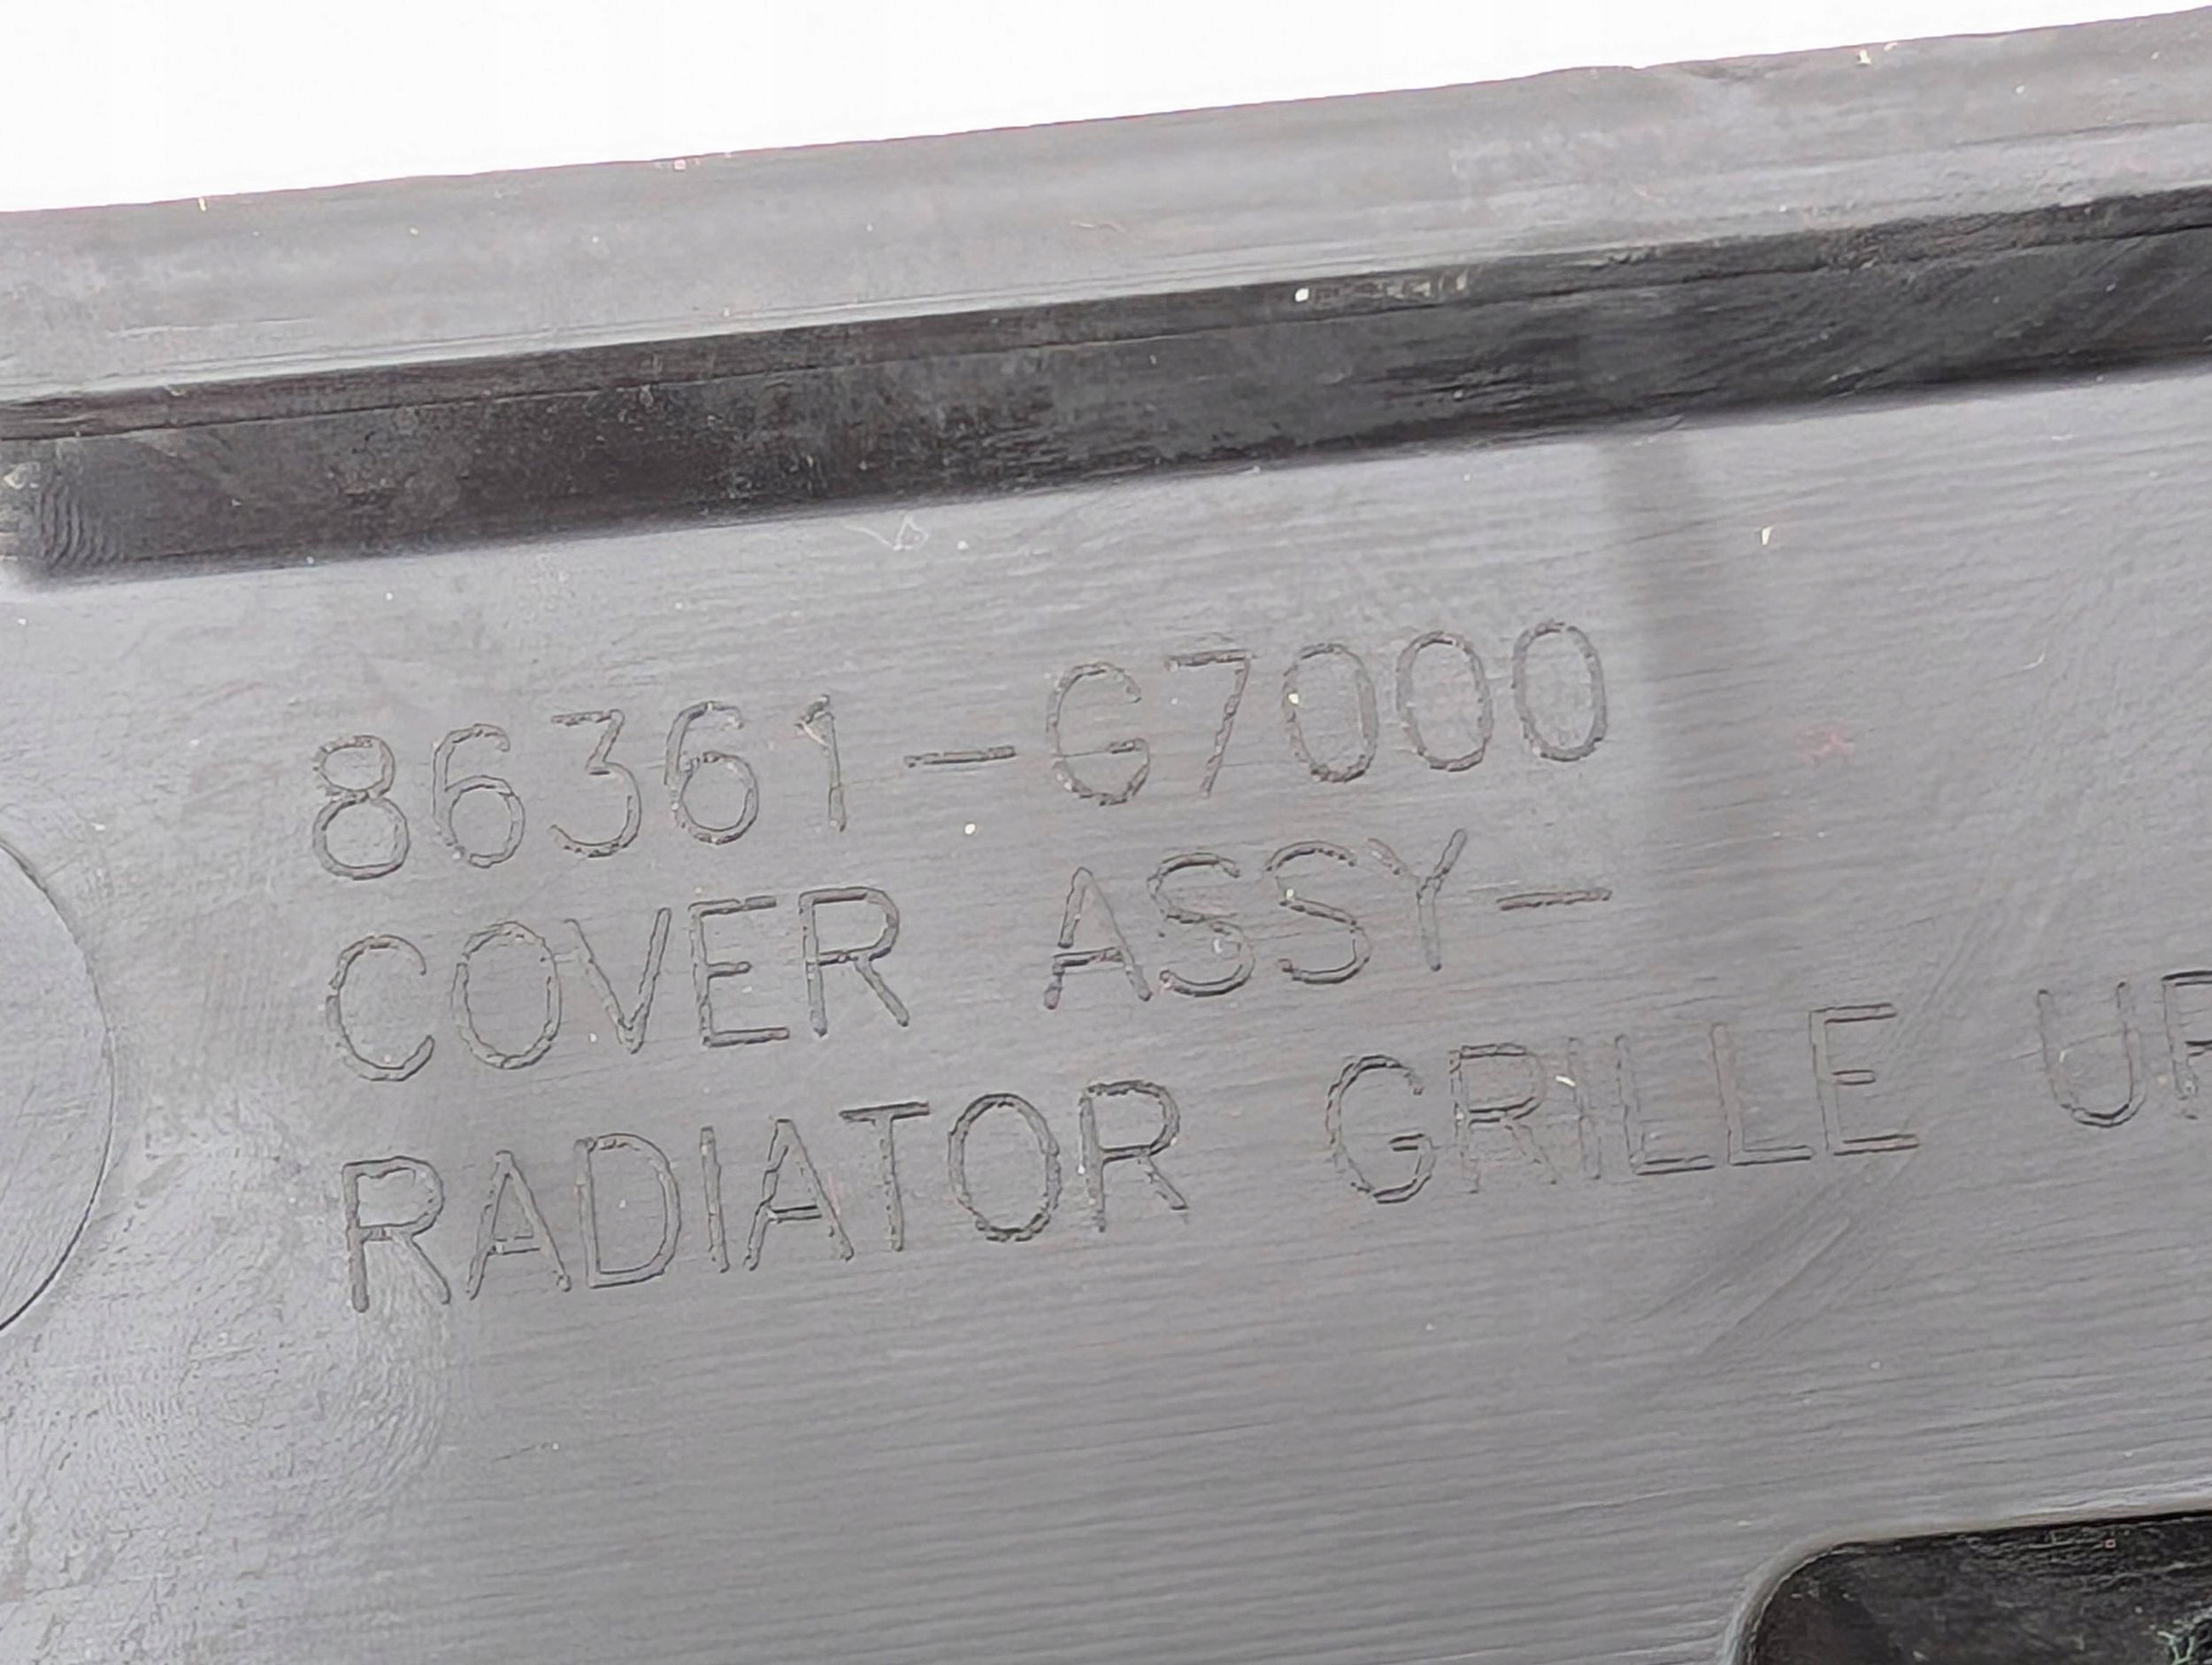 86361-G7000
COVER ASSY-
RADIATOR GRILLE